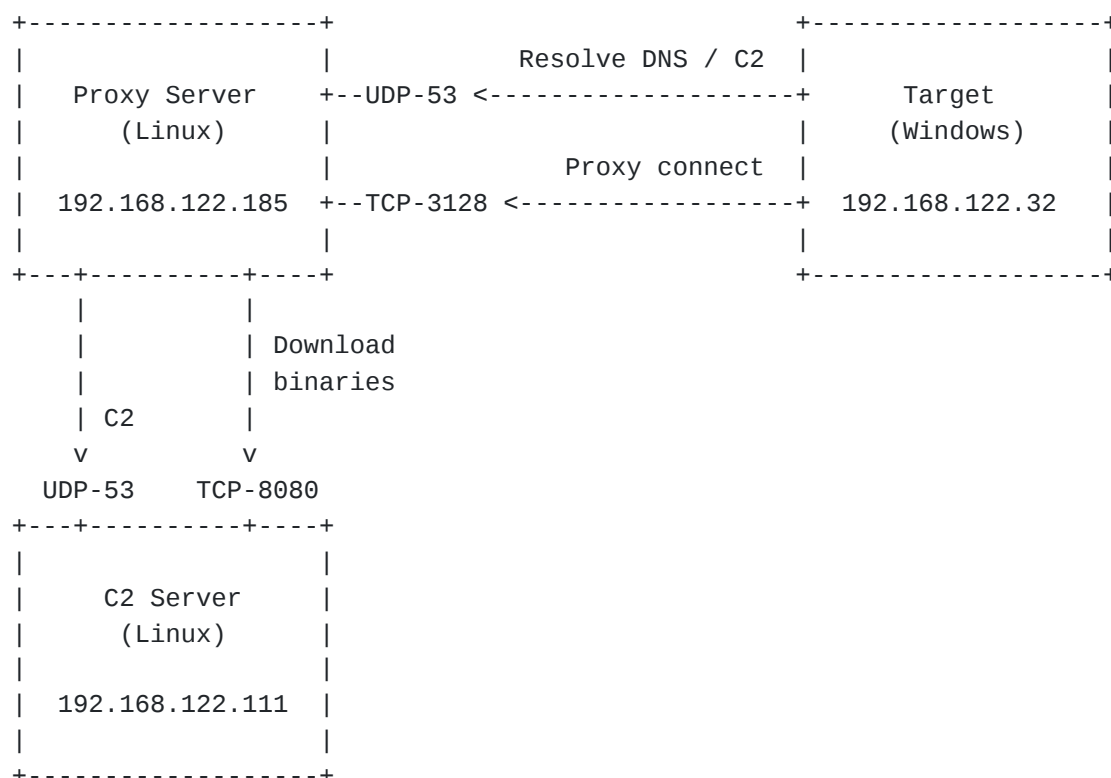 +-------------------+                              +-------------------+
|                   |            Resolve DNS / C2  |                   |
|   Proxy Server    +--UDP-53 <--------------------+      Target       |
|      (Linux)      |                              |     (Windows)     |
|                   |               Proxy connect  |                   |
|  192.168.122.185  +--TCP-3128 <------------------+  192.168.122.32   |
|                   |                              |                   |
+---+----------+----+                              +-------------------+
    |          |
    |          | Download
    |          | binaries
    | C2       |
    v          v
  UDP-53    TCP-8080
+---+----------+----+
|                   |
|     C2 Server     |
|      (Linux)      |
|                   |
|  192.168.122.111  |
|                   |
+-------------------+